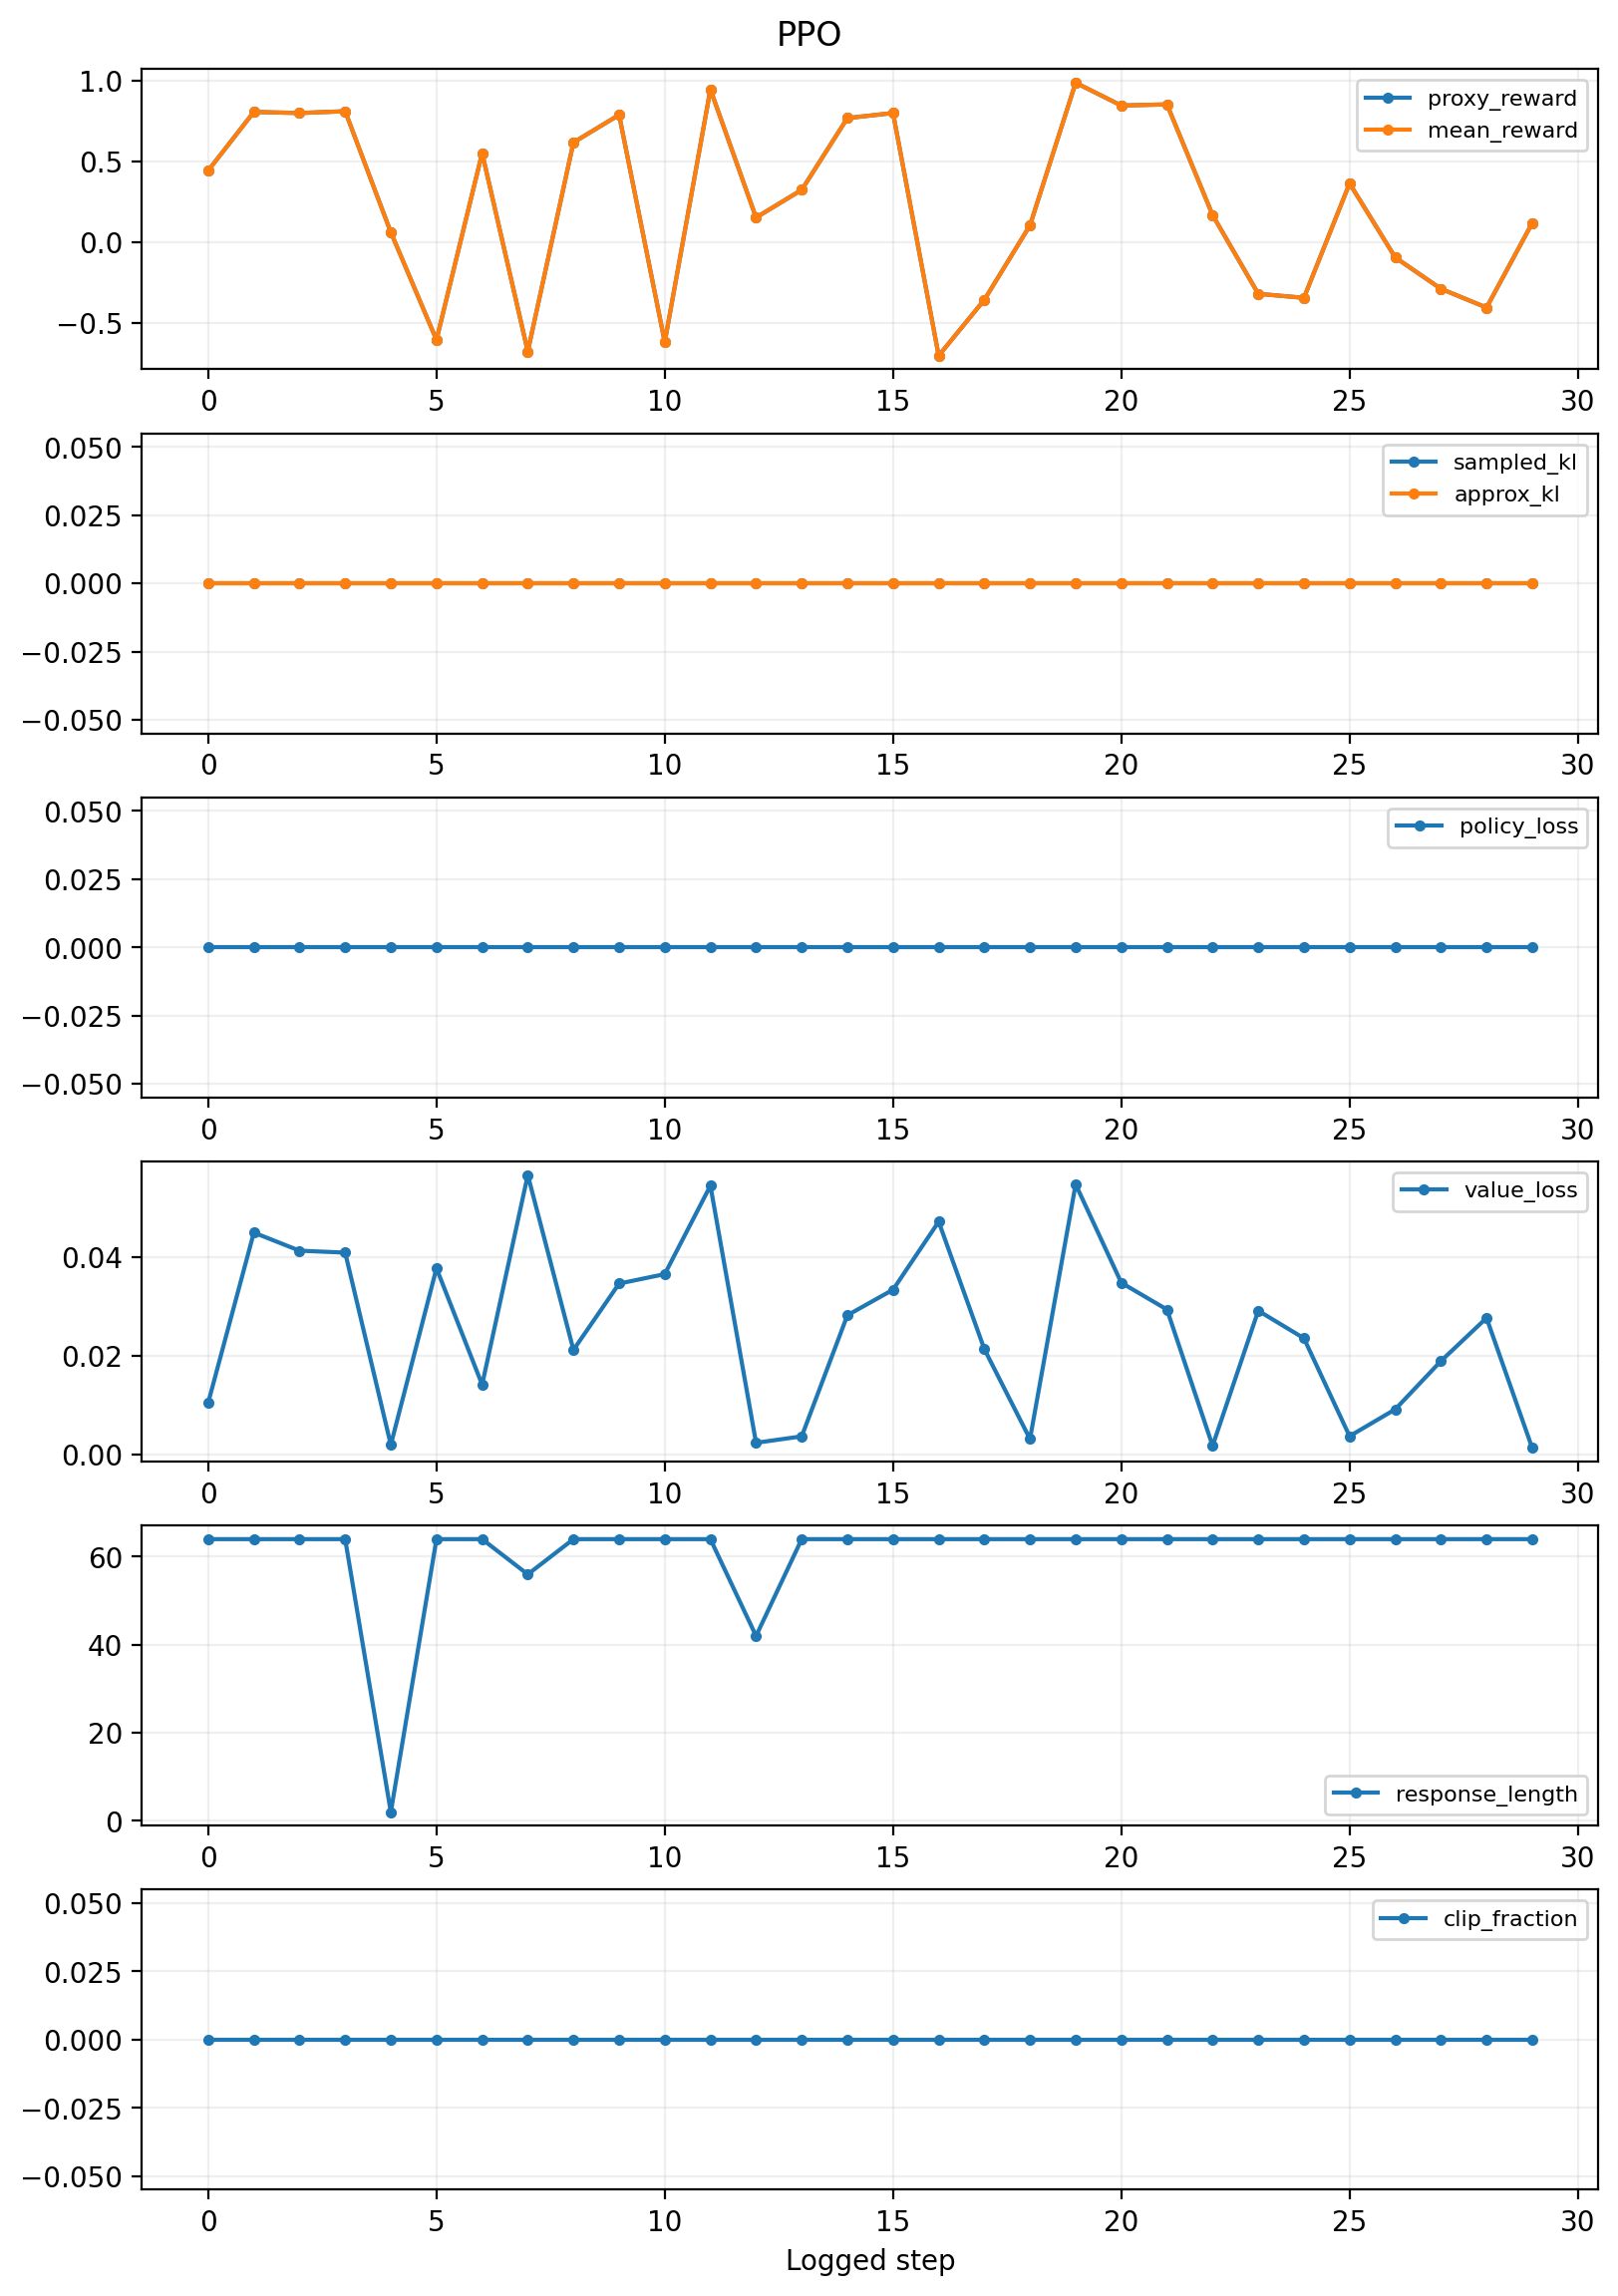 PPO
1.0
0.5
0.0
−0.5
proxy_reward
mean_reward
0 5 10 15 20 25 30
0.050
0.025
0.000
−0.025
−0.050
sampled_kl
approx_kl
0 5 10 15 20 25 30
0.050
0.025
0.000
−0.025
−0.050
policy_loss
0 5 10 15 20 25 30
0.04
0.02
0.00
value_loss
0 5 10 15 20 25 30
60
40
20
0
response_length
0 5 10 15 20 25 30
0.050
0.025
0.000
−0.025
−0.050
clip_fraction
0 5 10 15 20 25 30
Logged step